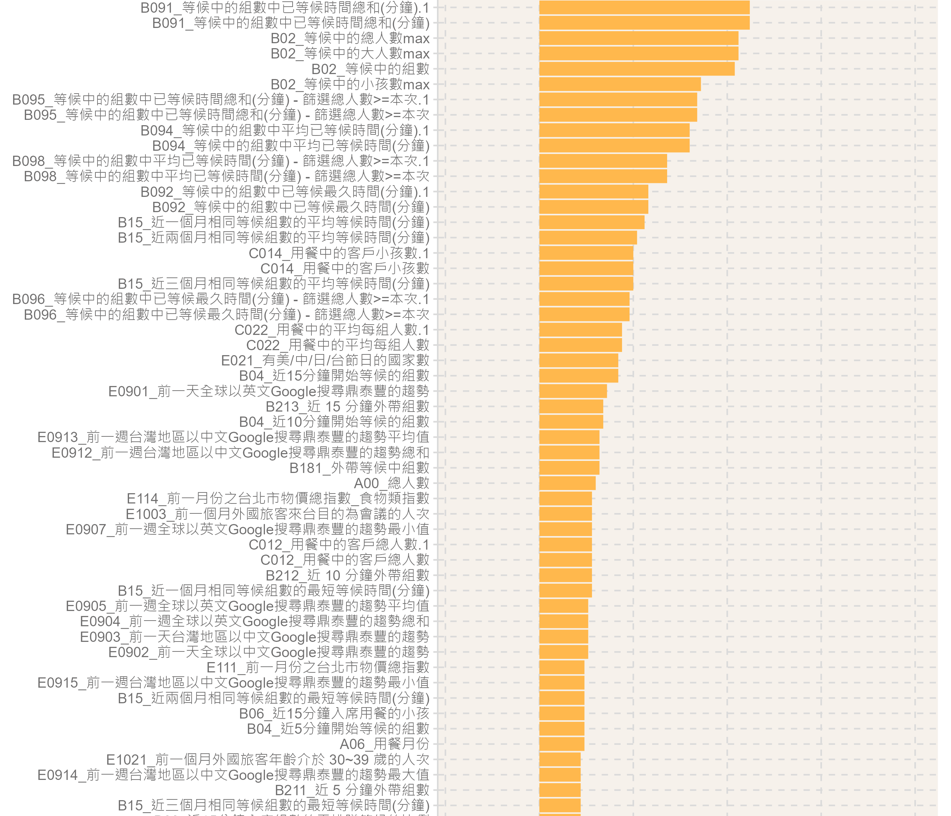 B091_等候中的組數中已等候時間總和(分鐘).1
B091_等候中的組數中已等候時間總和(分鐘)
B02_等候中的總人數max
B02_等候中的大人數max
B02_等候中的組數
B02_等候中的小孩數max
B095_等候中的組數中已等候時間總和(分鐘) - 篩選總人數>=本次.1
B095_等候中的組數中已等候時間總和(分鐘) - 篩選總人數>=本次
B094_等候中的組數中平均已等候時間(分鐘).1
B094_等候中的組數中平均已等候時間(分鐘)
B098_等候中的組數中平均已等候時間(分鐘) - 篩選總人數>=本次.1
B098_等候中的組數中平均已等候時間(分鐘) - 篩選總人數>=本次
B092_等候中的組數中已等候最久時間(分鐘).1
B092_等候中的組數中已等候最久時間(分鐘)
B15_近一個月相同等候組數的平均等候時間(分鐘)
B15_近兩個月相同等候組數的平均等候時間(分鐘)
C014_用餐中的客戶小孩數.1
C014_用餐中的客戶小孩數
B15_近三個月相同等候組數的平均等候時間(分鐘)
B096_等候中的組數中已等候最久時間(分鐘) - 篩選總人數>=本次.1
B096_等候中的組數中已等候最久時間(分鐘) - 篩選總人數>=本次
C022_用餐中的平均每組人數.1
C022_用餐中的平均每組人數
E021_有美/中/日/台節日的國家數
B04_近15分鐘開始等候的組數
E0901_前一天全球以英文Google搜尋鼎泰豐的趨勢
B213_近 15 分鐘外帶組數
B04_近10分鐘開始等候的組數
E0913_前一週台灣地區以中文Google搜尋鼎泰豐的趨勢平均值
E0912_前一週台灣地區以中文Google搜尋鼎泰豐的趨勢總和
B181_外帶等候中組數
A00_總人數
E114_前一月份之台北市物價總指數_食物類指數
E1003_前一個月外國旅客來台目的為會議的人次
E0907_前一週全球以英文Google搜尋鼎泰豐的趨勢最小值
C012_用餐中的客戶總人數.1
C012_用餐中的客戶總人數
B212_近 10 分鐘外帶組數
B15_近一個月相同等候組數的最短等候時間(分鐘)
E0905_前一週全球以英文Google搜尋鼎泰豐的趨勢平均值
E0904_前一週全球以英文Google搜尋鼎泰豐的趨勢總和
E0903_前一天台灣地區以中文Google搜尋鼎泰豐的趨勢
E0902_前一天全球以中文Google搜尋鼎泰豐的趨勢
E111_前一月份之台北市物價總指數
E0915_前一週台灣地區以中文Google搜尋鼎泰豐的趨勢最小值
B15_近兩個月相同等候組數的最短等候時間(分鐘)
B06_近15分鐘入席用餐的小孩
B04_近5分鐘開始等候的組數
A06_用餐月份
E1021_前一個月外國旅客年齡介於 30~39 歲的人次
E0914_前一週台灣地區以中文Google搜尋鼎泰豐的趨勢最大值
B211_近 5 分鐘外帶組數
B15_近三個月相同等候組數的最短等候時間(分鐘)